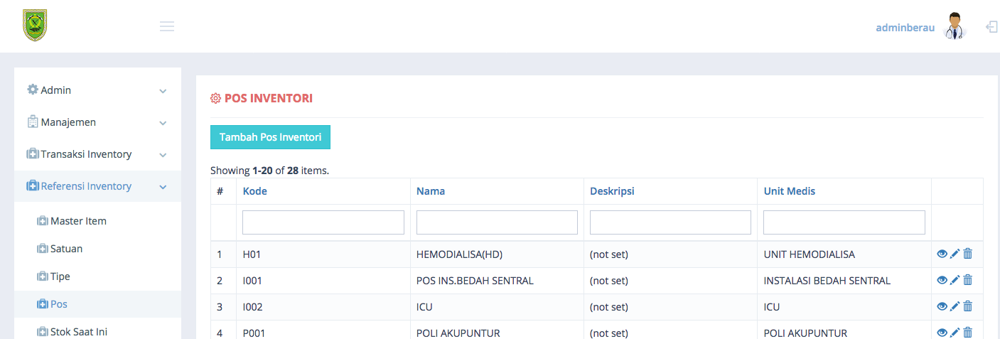 adminberau
Admin
Manajemen
Transaksi Inventory
Referensi Inventory
Master Item
Satuan
Tipe
Pos
Stok Saat Ini
POS INVENTORI
Tambah Pos Inventori
Showing 1-20 of 28 items.
# Kode Nama Deskripsi Unit Medis
1 H01 HEMODIALISA(HD) (not set) UNIT HEMODIALISA
2 I001 POS INS.BEDAH SENTRAL (not set) INSTALASI BEDAH SENTRAL
3 I002 ICU (not set) ICU
4 P001 POLI AKUPUNTUR (not set) POLI AKUPUNTUR